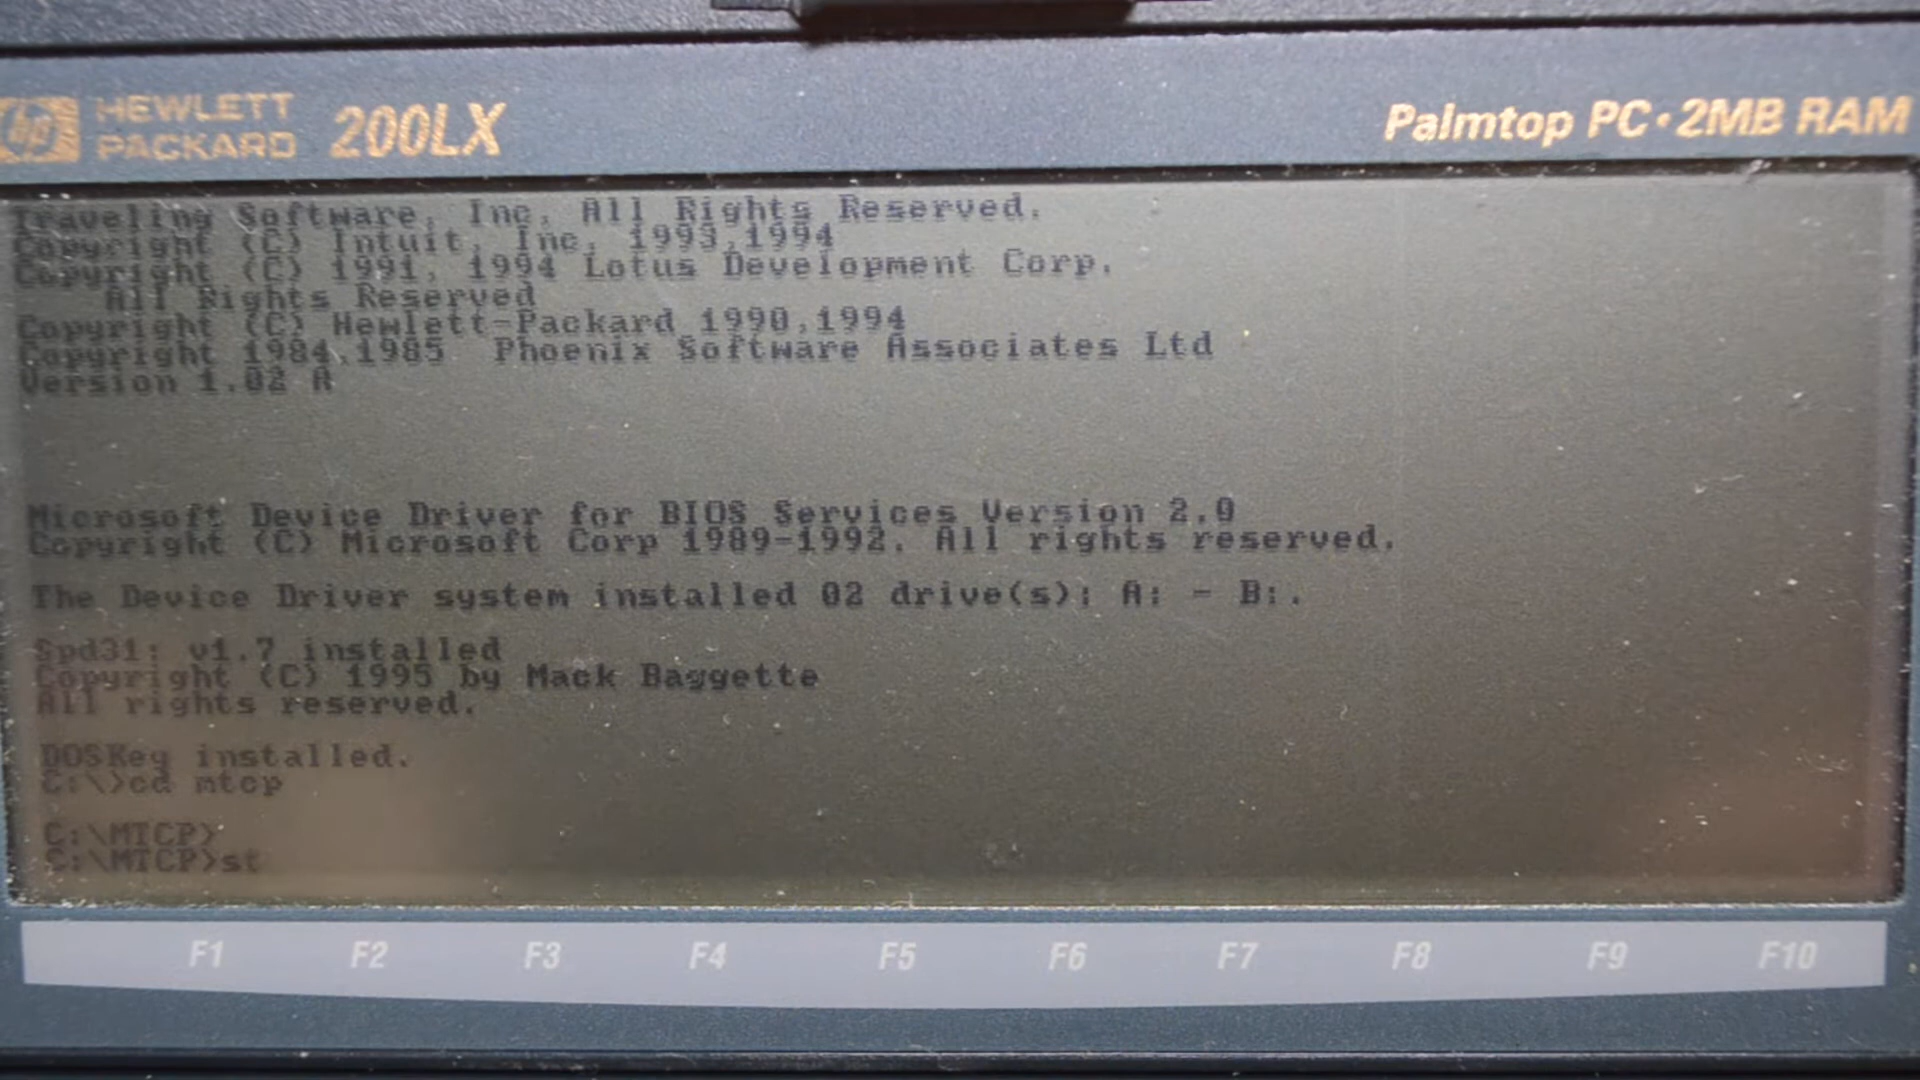 hp HEWLETT PACKARD 200LX
Palmtop PC·2MB RAM
Traveling Software, Inc. All Rights Reserved.
Copyright (C) Intuit, Inc. 1993,1994
Copyright (C) 1991, 1994 Lotus Development Corp.
All Rights Reserved
Copyright (C) Hewlett-Packard 1990,1994
Copyright 1984,1985 Phoenix Software Associates Ltd
Version 1.02 A
Microsoft Device Driver for BIOS Services Version 2.0
Copyright (C) Microsoft Corp 1989-1992. All rights reserved.
The Device Driver system installed 02 drive(s): A: - B:.
Spd31: v1.7 installed
Copyright (C) 1995 by Mack Baggette
All rights reserved.
DOSKey installed.
C:\>cd mtcp
C:\MTCP>
C:\MTCP>st
F1 F2 F3 F4 F5 F6 F7 F8 F9 F10